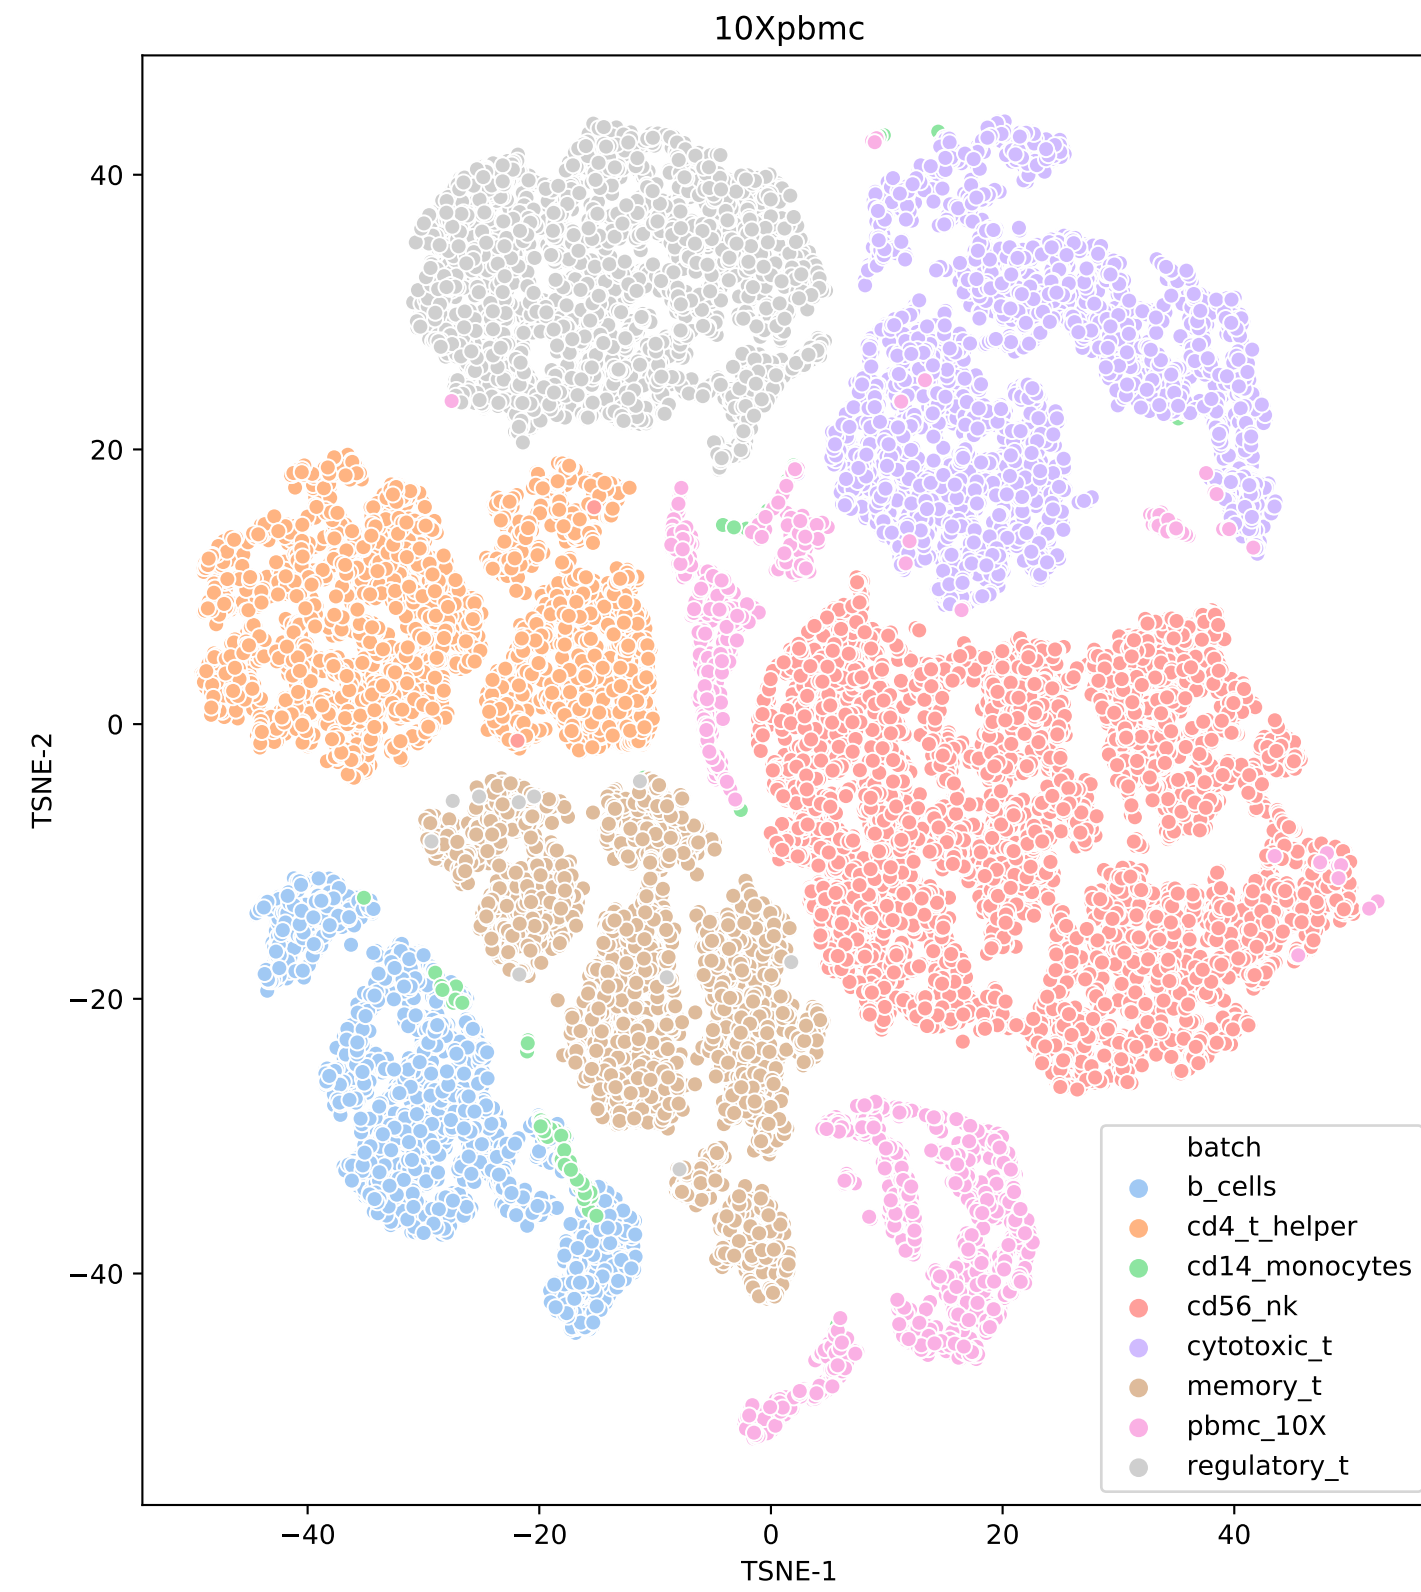 10Xpbmc
40
20
0
−20
−40
TSNE-2
−40
−20
0
20
40
TSNE-1
batch
b_cells
cd4_t_helper
cd14_monocytes
cd56_nk
cytotoxic_t
memory_t
pbmc_10X
regulatory_t